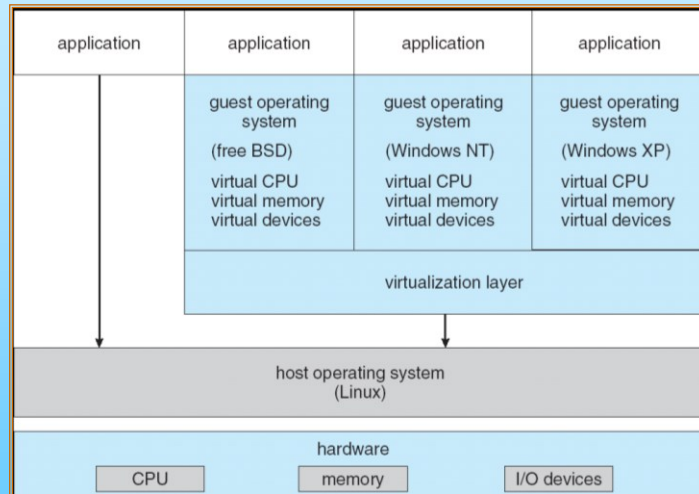 application
application
application
application
guest operating
system
(free BSD)
virtual CPU
virtual memory
virtual devices
guest operating
system
(Windows NT)
virtual CPU
virtual memory
virtual devices
guest operating
system
(Windows XP)
virtual CPU
virtual memory
virtual devices
virtualization layer
host operating system
(Linux)
hardware
CPU
memory
I/O devices